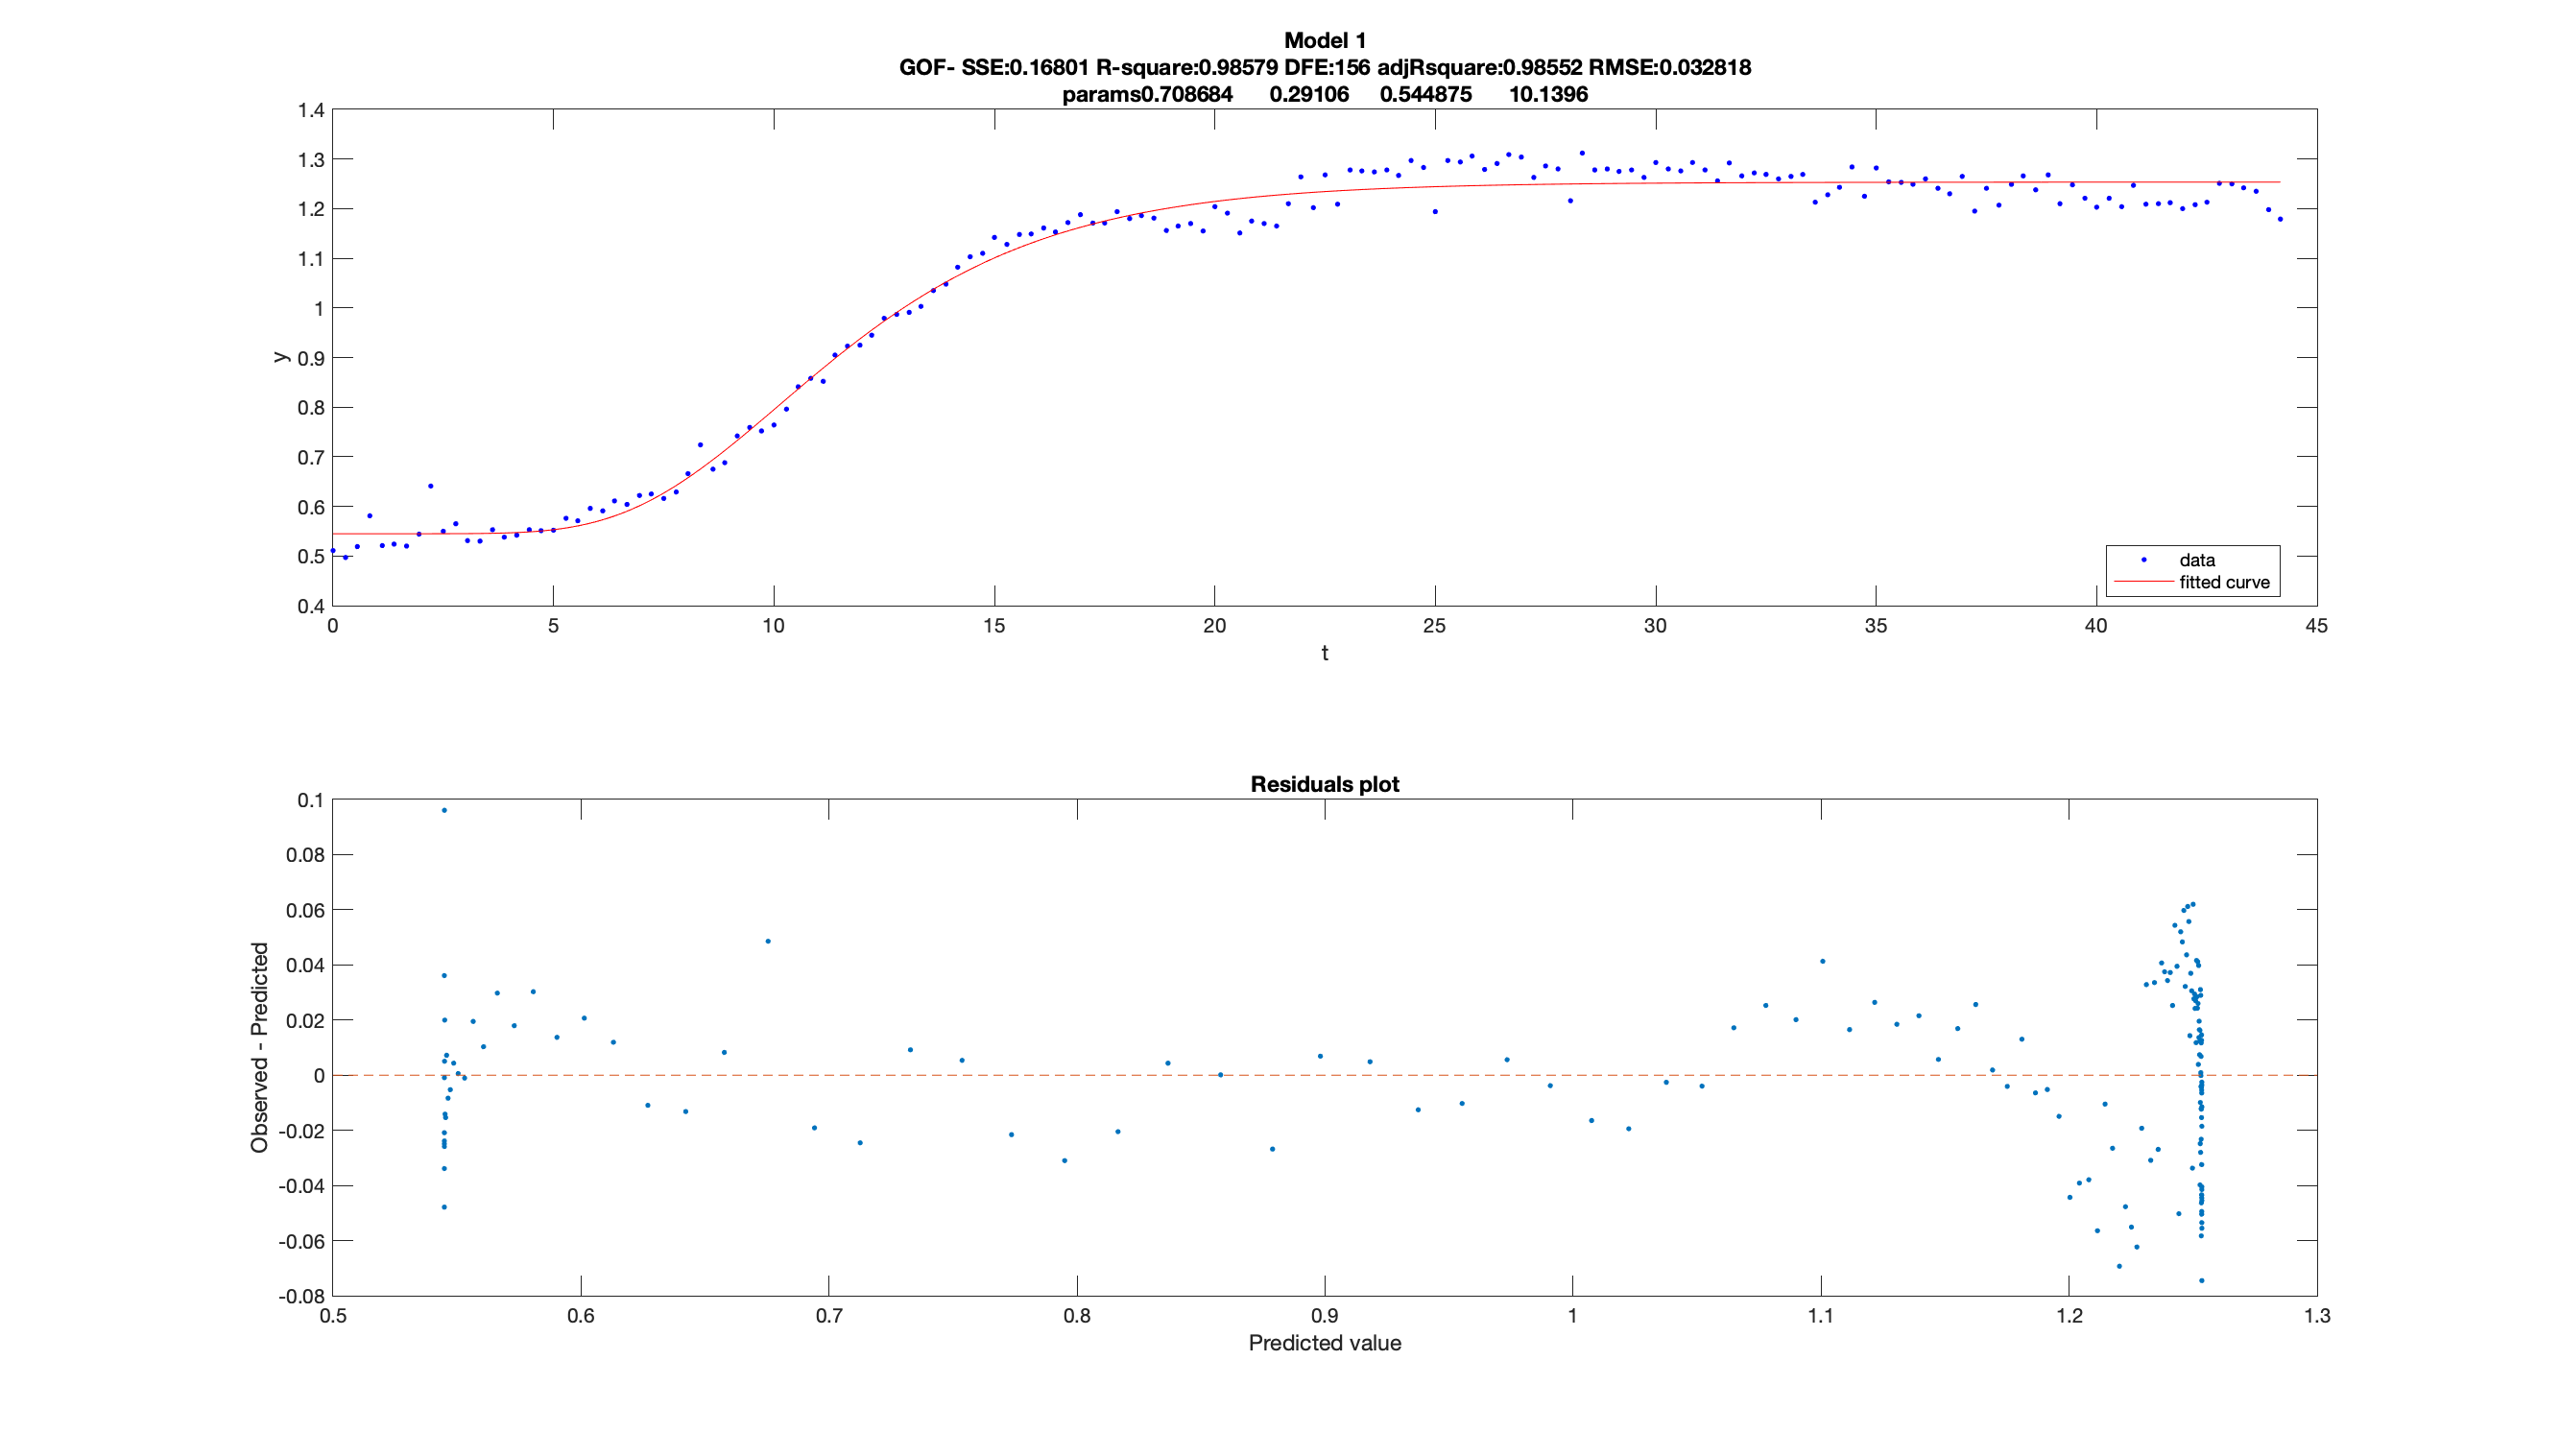 Model 1
GOF- SSE:0.16801 R-square:0.98579 DFE:156 adjRsquare:0.98552 RMSE:0.032818
params0.708684 0.29106 0.544875 10.1396
1.4
1.3
1.2
1.1
1
0.9
0.8
0.7
0.6
0.5
0.4
y
0 5 10 15 20 25 30 35 40 45
t
data
fitted curve
Residuals plot
0.1
0.08
0.06
0.04
0.02
0
-0.02
-0.04
-0.06
-0.08
Observed - Predicted
0.5 0.6 0.7 0.8 0.9 1 1.1 1.2 1.3
Predicted value